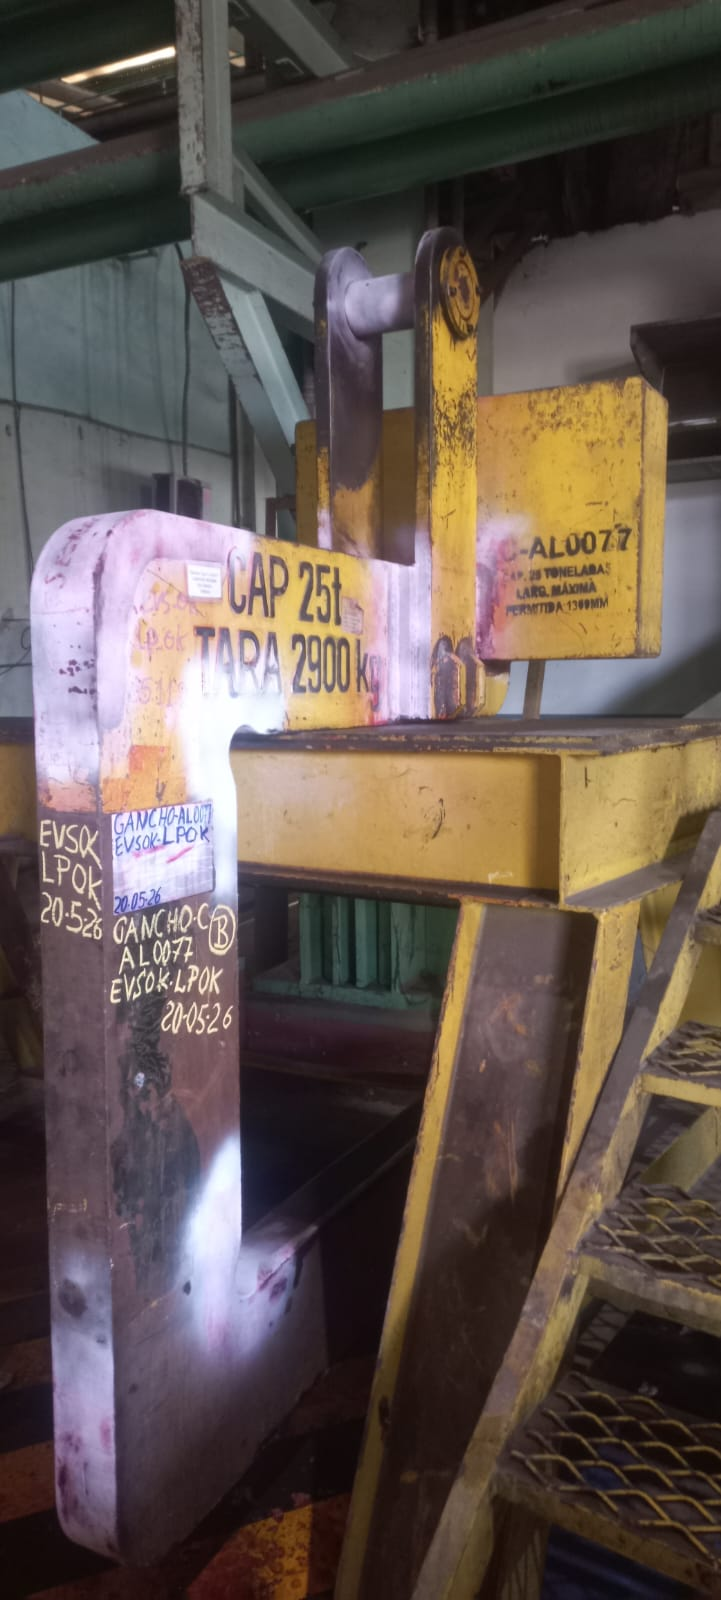 CAP 25t
TARA 2900 kg
-AL0077
CAP. 25 TONELADAS
LARG. MÁXIMA
PERMITIDA 1300MM
EVSOK
LPOK
20-5-26
GANCHO-AL0077
EVSOK-LPOK
20-05-26
GANCHO-C B
AL0077
EVSOK-LPOK
20-05-26